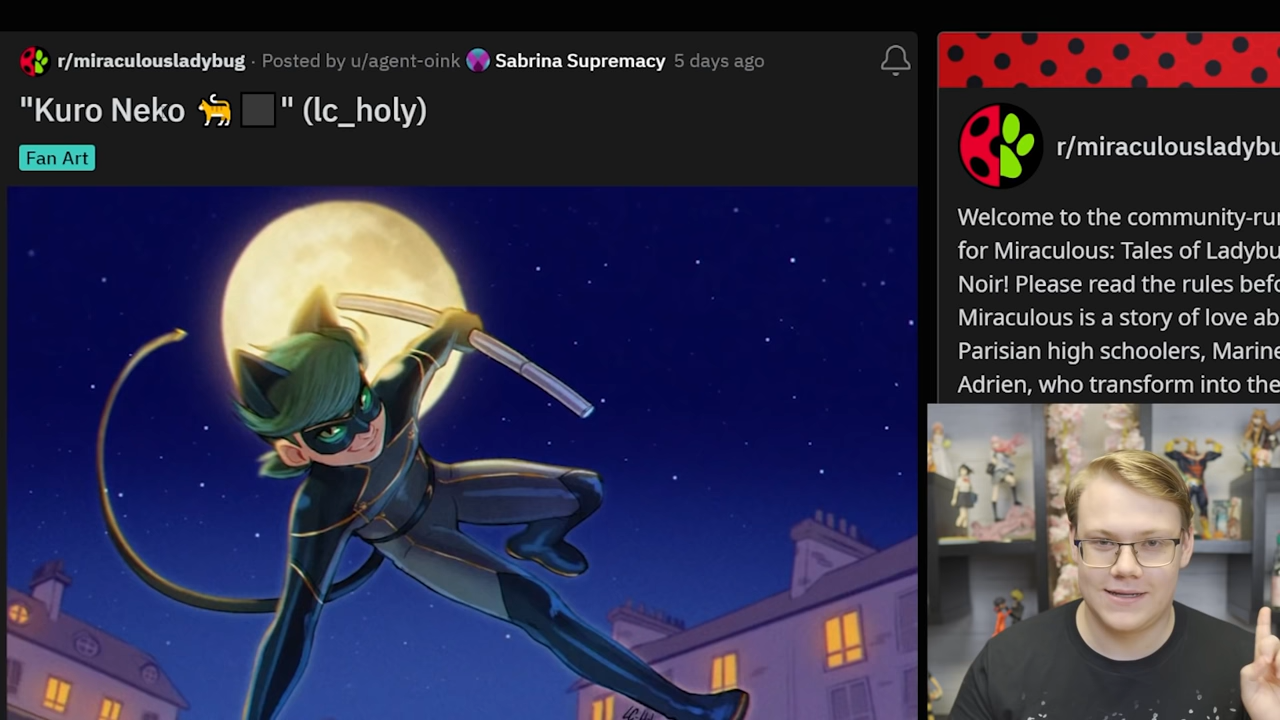 r/miraculousladybug · Posted by u/agent-oink Sabrina Supremacy 5 days ago
"Kuro Neko 🐈 ⬛" (lc_holy)
Fan Art
r/miraculousladybu
Welcome to the community-ru
for Miraculous: Tales of Ladybu
Noir! Please read the rules befo
Miraculous is a story of love ab
Parisian high schoolers, Marine
Adrien, who transform into the